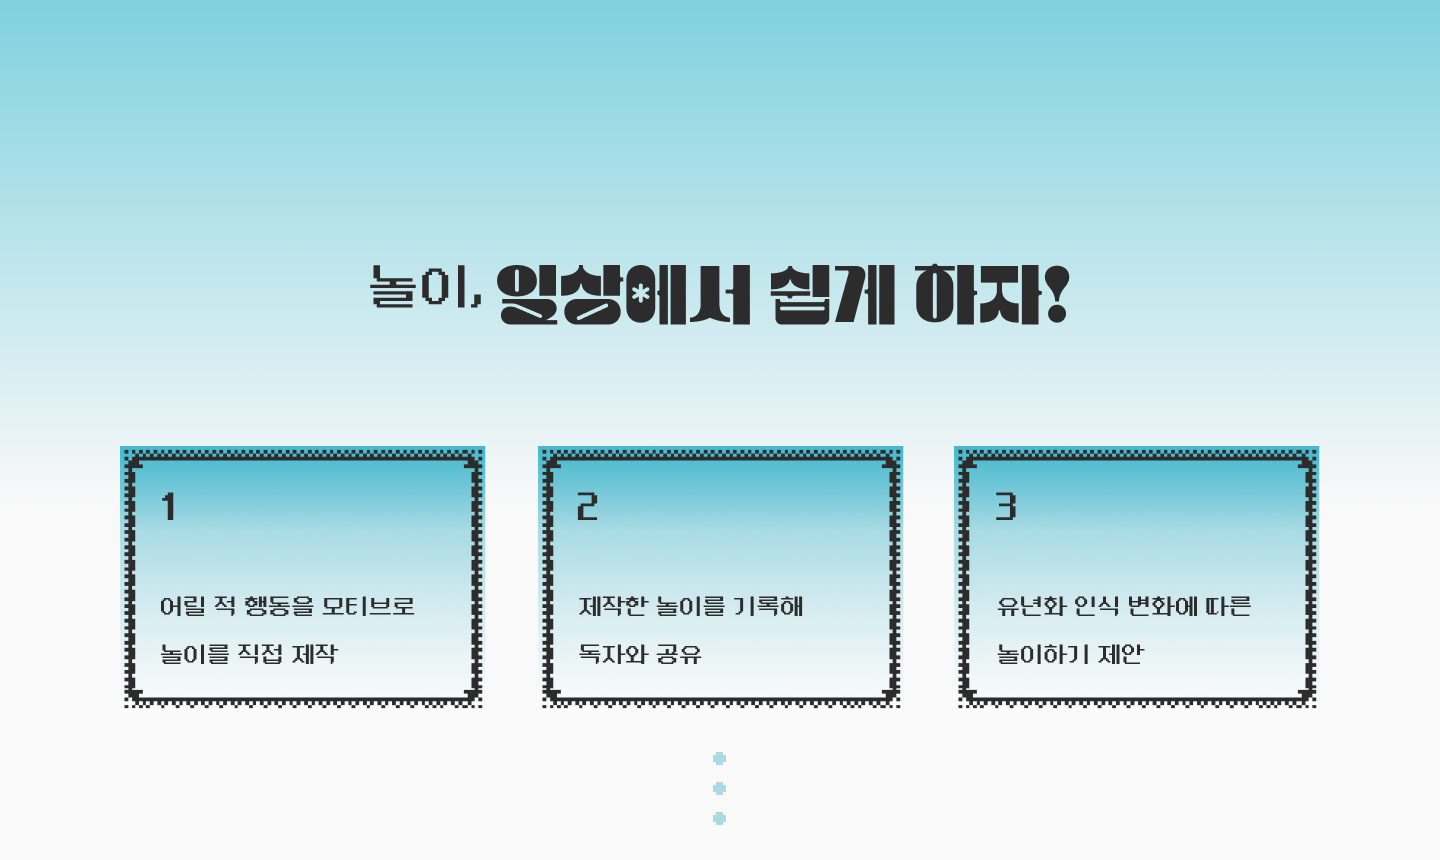 놀이, 일상에서 쉽게 하자!
1
어릴 적 행동을 모티브로
놀이를 직접 제작
2
제작한 놀이를 기록해
독자와 공유
3
유년화 인식 변화에 따른
놀이하기 제안